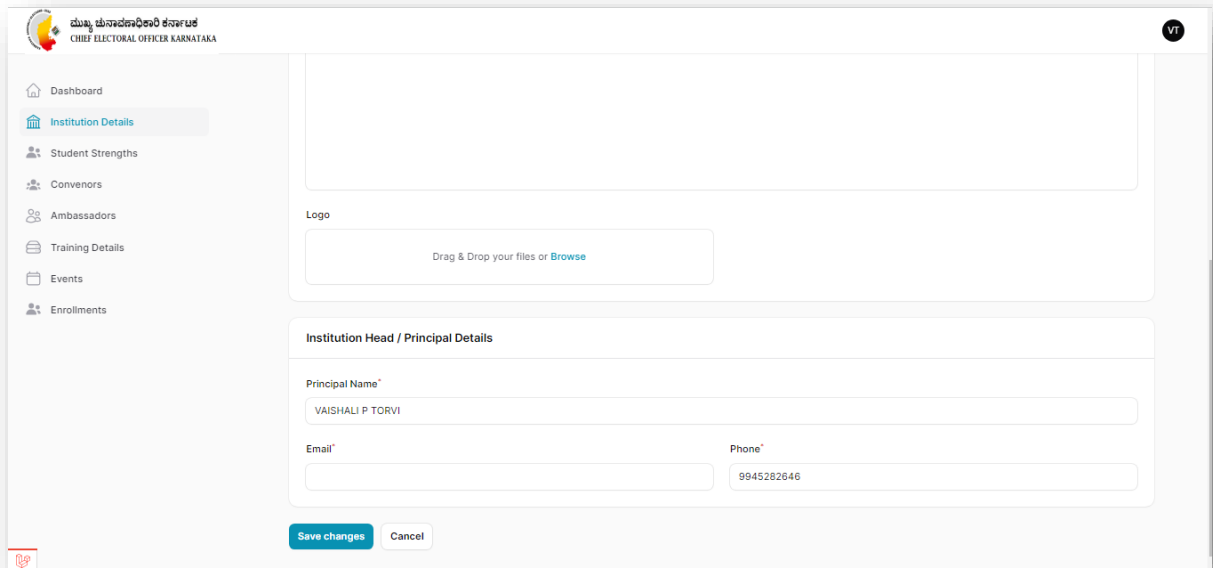 ಮುಖ್ಯ ಚುನಾವಣಾಧಿಕಾರಿ ಕರ್ನಾಟಕ
CHIEF ELECTORAL OFFICER KARNATAKA
VT
Dashboard
Institution Details
Student Strengths
Convenors
Ambassadors
Training Details
Events
Enrollments
Logo
Drag & Drop your files or Browse
Institution Head / Principal Details
Principal Name*
VAISHALI P TORVI
Email* Phone*
9945282646
Save changes Cancel